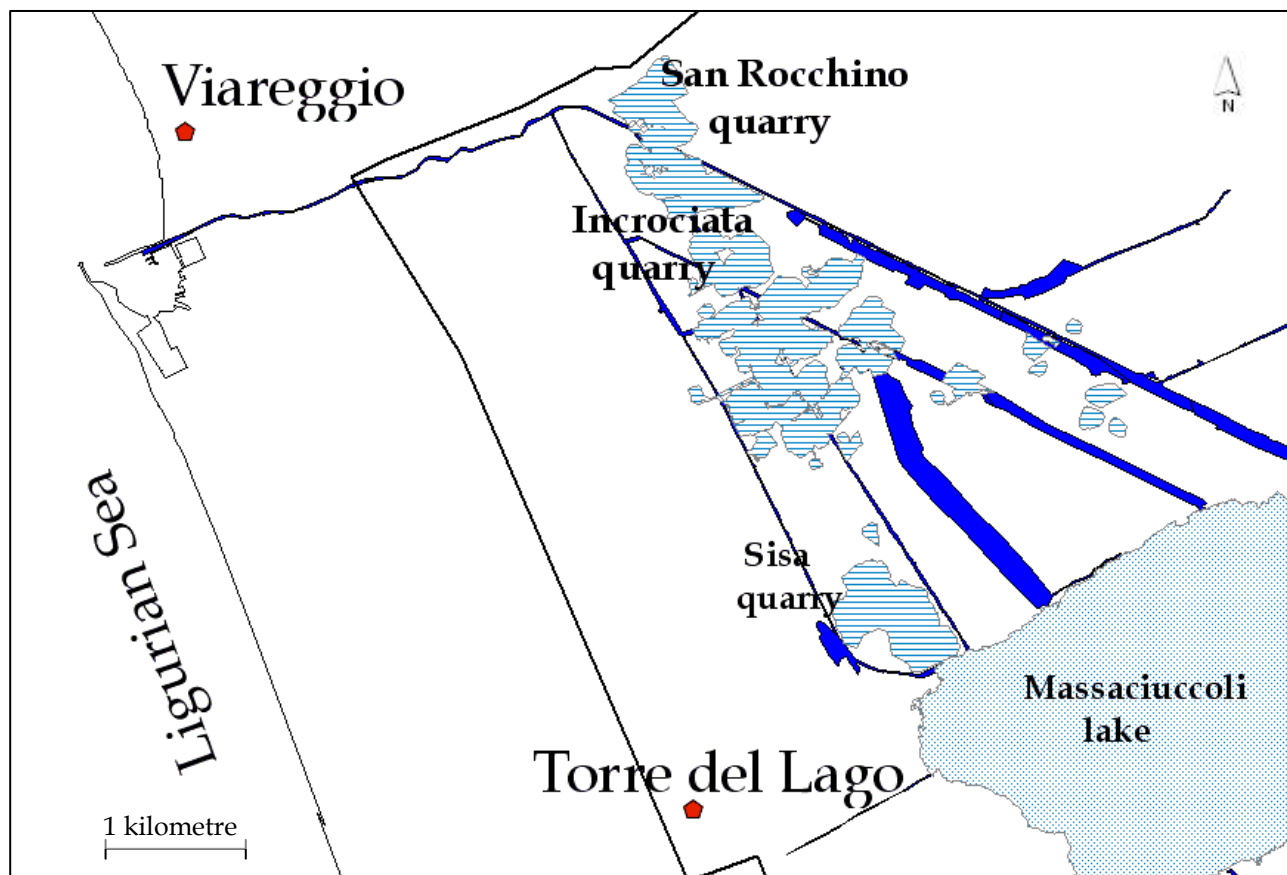 San Rocchino
quarry
Viareggio
N
Incrociata
quarry
Ligurian Sea
Sisa
quarry
Massaciuccoli
lake
Torre del Lago
1 kilometre